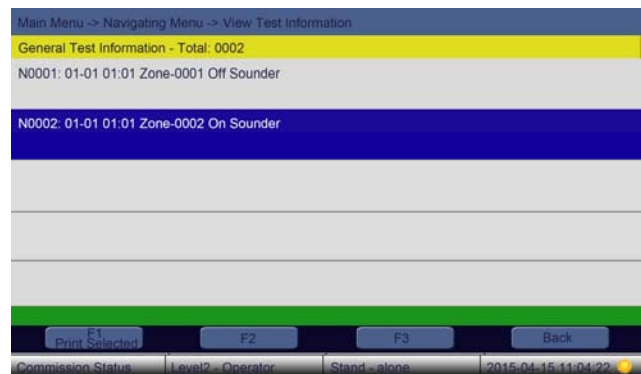 Main Menu -> Navigating Menu -> View Test Information
General Test Information - Total: 0002
N0001: 01-01 01:01 Zone-0001 Off Sounder
N0002: 01-01 01:01 Zone-0002 On Sounder
F1
Print Selected
F2
F3
Back
Commission Status
Level2 - Operator
Stand - alone
2015-04-15 11:04:22